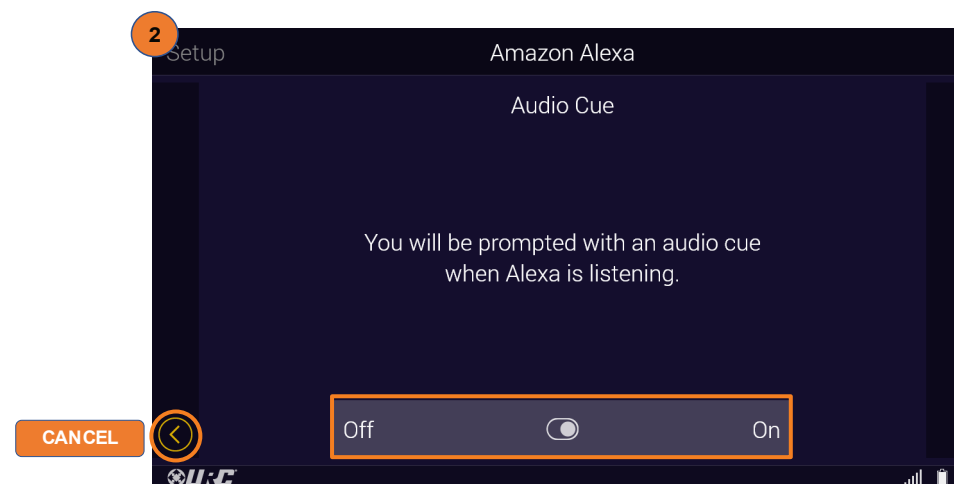 2
Setup
Amazon Alexa
Audio Cue
You will be prompted with an audio cue
when Alexa is listening.
Off
On
CANCEL
URC